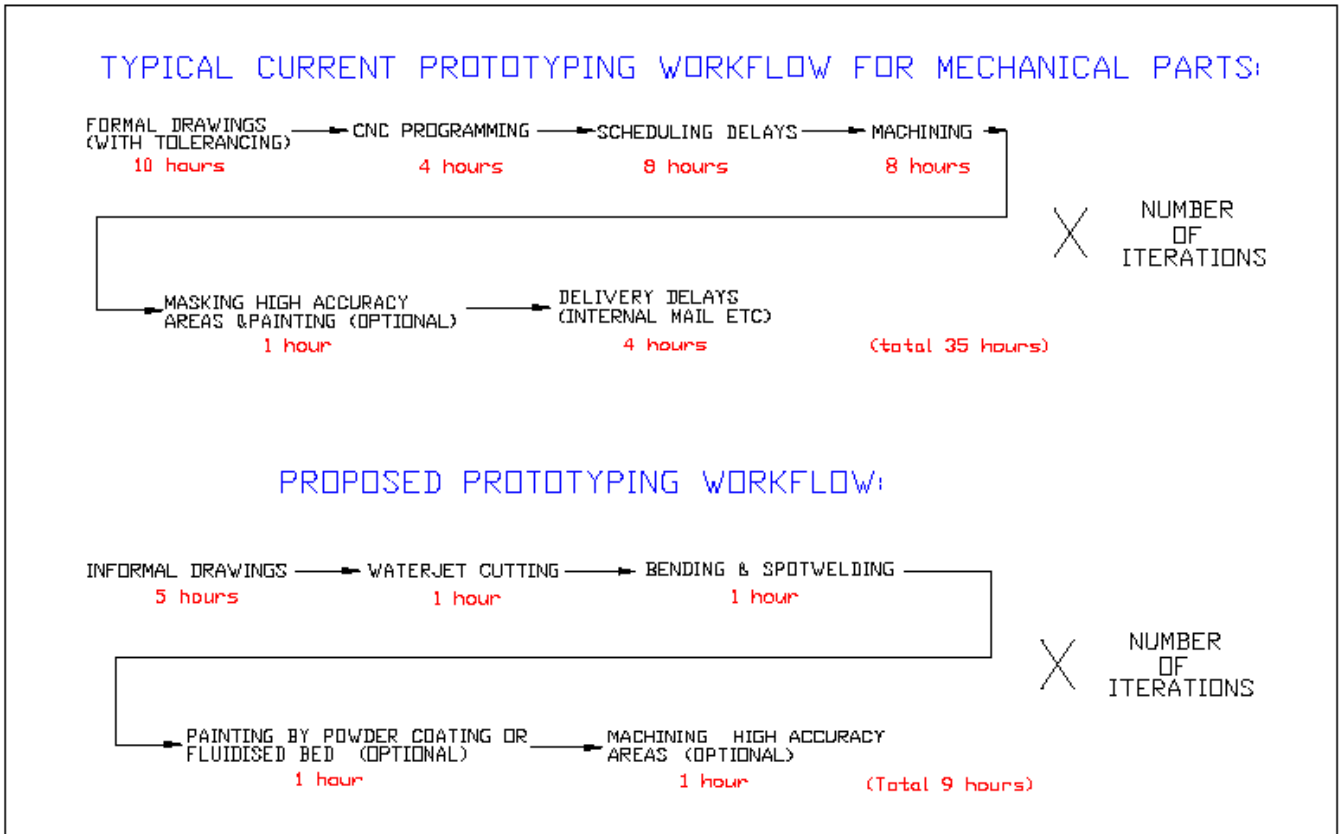 TYPICAL CURRENT PROTOTYPING WORKFLOW FOR MECHANICAL PARTS:
FORMAL DRAWINGS
(WITH TOLERANCING)
10 hours
CNC PROGRAMMING
4 hours
SCHEDULING DELAYS
8 hours
MACHINING
8 hours
X
NUMBER
OF
ITERATIONS
MASKING HIGH ACCURACY
AREAS &PAINTING (OPTIONAL)
1 hour
DELIVERY DELAYS
(INTERNAL MAIL ETC)
4 hours
(total 35 hours)
PROPOSED PROTOTYPING WORKFLOW:
INFORMAL DRAWINGS
5 hours
WATERJET CUTTING
1 hour
BENDING & SPOTWELDING
1 hour
X
NUMBER
OF
ITERATIONS
PAINTING BY POWDER COATING OR
FLUIDISED BED (OPTIONAL)
1 hour
MACHINING HIGH ACCURACY
AREAS (OPTIONAL)
1 hour
(Total 9 hours)